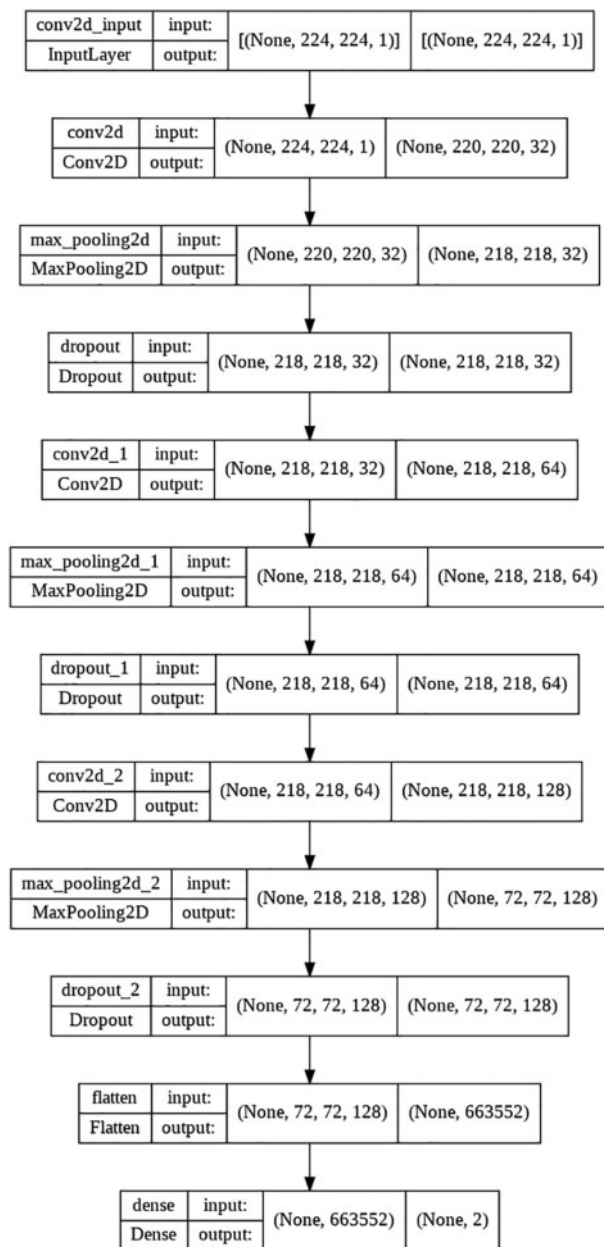 conv2d_input input: [(None, 224, 224, 1)] [(None, 224, 224, 1)]
InputLayer output:
conv2d input: (None, 224, 224, 1) (None, 220, 220, 32)
Conv2D output:
max_pooling2d input: (None, 220, 220, 32) (None, 218, 218, 32)
MaxPooling2D output:
dropout input: (None, 218, 218, 32) (None, 218, 218, 32)
Dropout output:
conv2d_1 input: (None, 218, 218, 32) (None, 218, 218, 64)
Conv2D output:
max_pooling2d_1 input: (None, 218, 218, 64) (None, 218, 218, 64)
MaxPooling2D output:
dropout_1 input: (None, 218, 218, 64) (None, 218, 218, 64)
Dropout output:
conv2d_2 input: (None, 218, 218, 64) (None, 218, 218, 128)
Conv2D output:
max_pooling2d_2 input: (None, 218, 218, 128) (None, 72, 72, 128)
MaxPooling2D output:
dropout_2 input: (None, 72, 72, 128) (None, 72, 72, 128)
Dropout output:
flatten input: (None, 72, 72, 128) (None, 663552)
Flatten output:
dense input: (None, 663552) (None, 2)
Dense output: